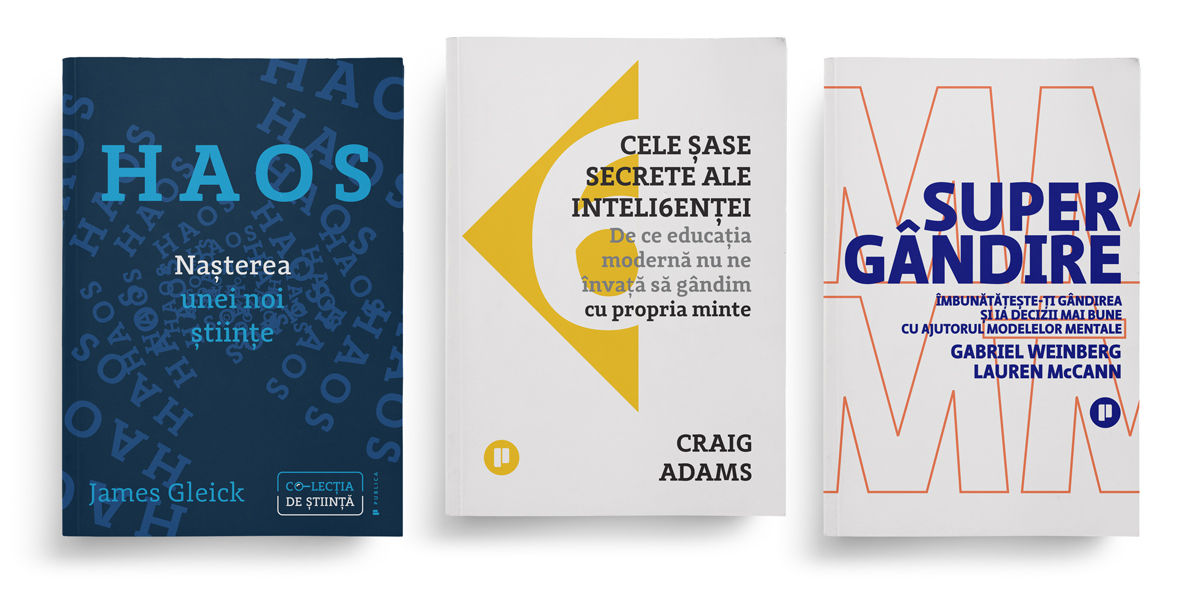 HAOS
Nașterea
unei noi
științe
James Gleick
CO-LECȚIA
DE ȘTIINȚĂ
PUBLICA
CELE ȘASE
SECRETE ALE
INTELI6ENȚEI
De ce educația
modernă nu ne
învață să gândim
cu propria minte
CRAIG
ADAMS
SUPER
GÂNDIRE
ÎMBUNĂTĂȚEȘTE-ȚI GÂNDIREA
ȘI IA DECIZII MAI BUNE
CU AJUTORUL MODELELOR MENTALE
GABRIEL WEINBERG
LAUREN McCANN